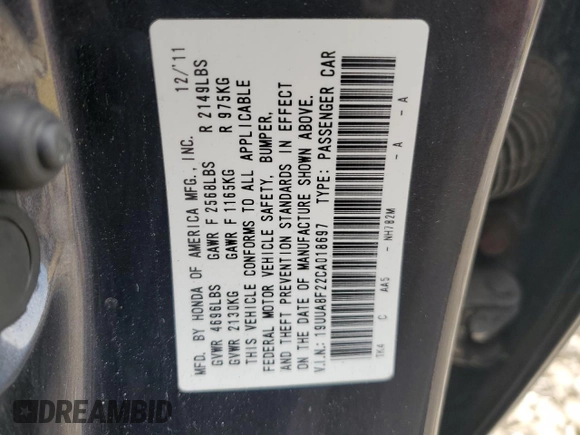 MFD. BY HONDA OF AMERICA MFG., INC. 12/'11
GVWR 4696LBS GAWR F 2568LBS R 2149LBS
GVWR 2130KG GAWR F 1165KG R 975KG
THIS VEHICLE CONFORMS TO ALL APPLICABLE
FEDERAL MOTOR VEHICLE SAFETY, BUMPER,
AND THEFT PREVENTION STANDARDS IN EFFECT
ON THE DATE OF MANUFACTURE SHOWN ABOVE.
V.I.N.: 19UUA8F22CA018697 TYPE: PASSENGER CAR
TK4 C AA5 - NH782M - A - A
DREAMBID